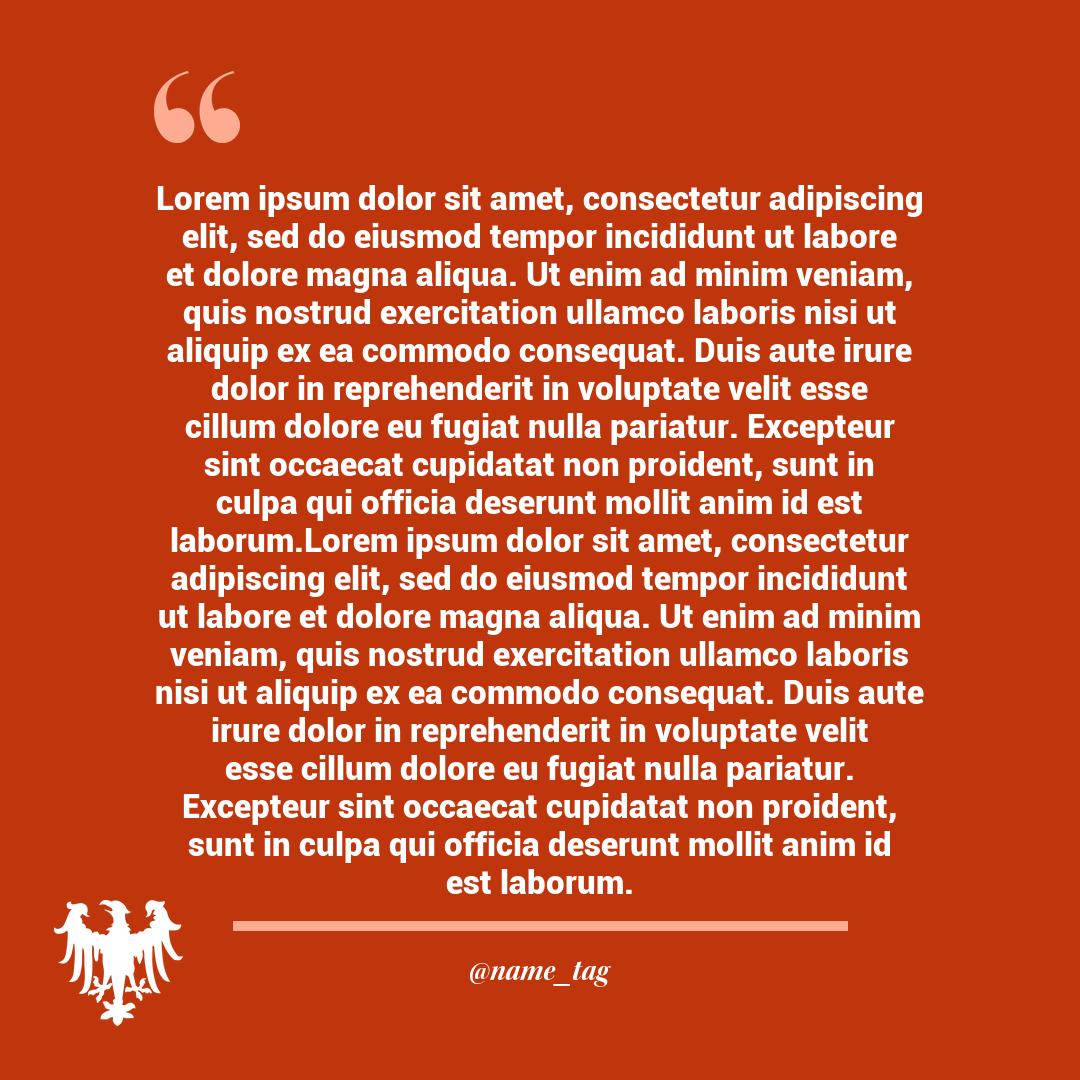 “
Lorem ipsum dolor sit amet, consectetur adipiscing
elit, sed do eiusmod tempor incididunt ut labore
et dolore magna aliqua. Ut enim ad minim veniam,
quis nostrud exercitation ullamco laboris nisi ut
aliquip ex ea commodo consequat. Duis aute irure
dolor in reprehenderit in voluptate velit esse
cillum dolore eu fugiat nulla pariatur. Excepteur
sint occaecat cupidatat non proident, sunt in
culpa qui officia deserunt mollit anim id est
laborum.Lorem ipsum dolor sit amet, consectetur
adipiscing elit, sed do eiusmod tempor incididunt
ut labore et dolore magna aliqua. Ut enim ad minim
veniam, quis nostrud exercitation ullamco laboris
nisi ut aliquip ex ea commodo consequat. Duis aute
irure dolor in reprehenderit in voluptate velit
esse cillum dolore eu fugiat nulla pariatur.
Excepteur sint occaecat cupidatat non proident,
sunt in culpa qui officia deserunt mollit anim id
est laborum.
@name_tag